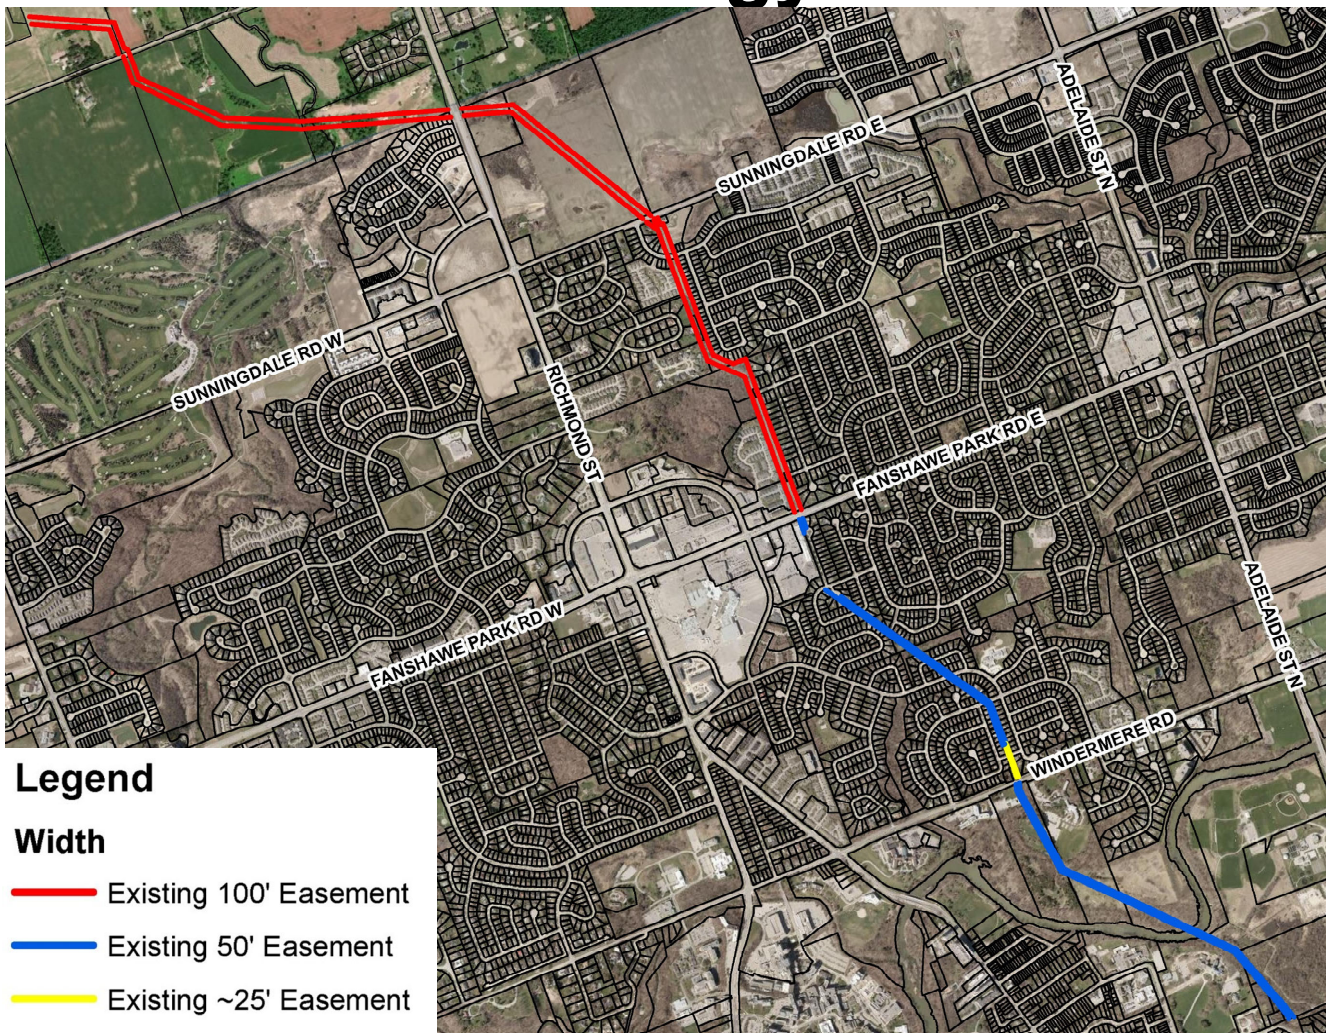 ADELAIDE ST N
SUNNINGDALE RD E
SUNNINGDALE RD W
RICHMOND ST
FANSHAWE PARK RD E
FANSHAWE PARK RD W
ADELAIDE ST N
WINDERMERE RD
Legend
Width
Existing 100' Easement
Existing 50' Easement
Existing ~25' Easement